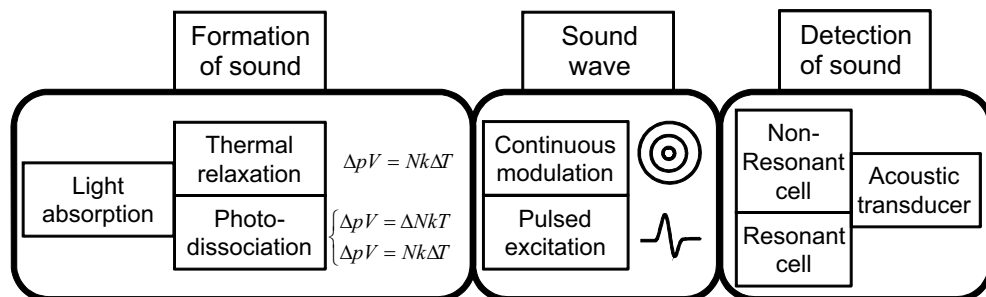 Formation
of sound
Sound
wave
Detection
of sound
Light
absorption
Thermal
relaxation
ΔpV = NkΔT
Photo-
dissociation
ΔpV = ΔNkT
ΔpV = NkΔT
Continuous
modulation
Pulsed
excitation
Non-
Resonant
cell
Resonant
cell
Acoustic
transducer